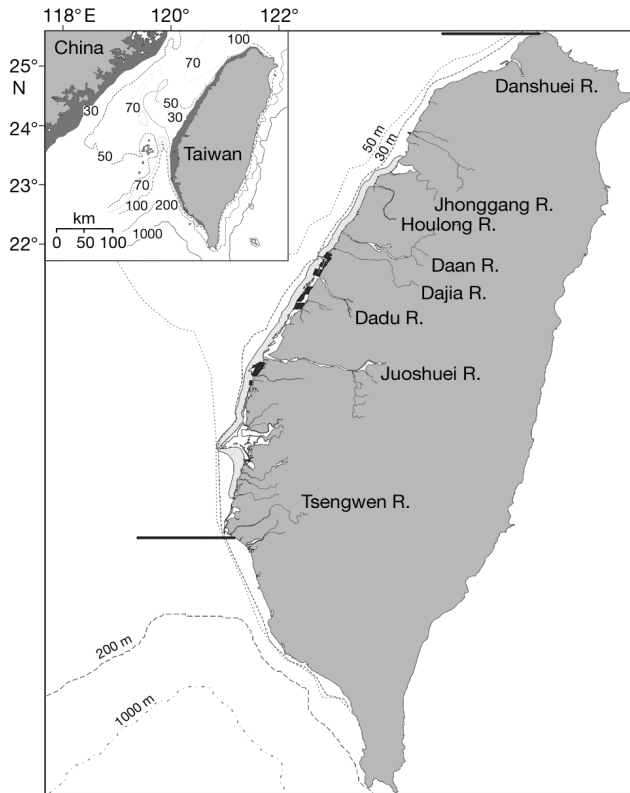 118° E
120°
122°
25°
N
24°
23°
22°
China
100
70
30
50
70
30
50
Taiwan
70
100
200
1000
km
0 50 100
Danshuei R.
50 m
30 m
Jhonggang R.
Houlong R.
Daan R.
Dajia R.
Dadu R.
Juoshuei R.
Tsengwen R.
200 m
1000 m